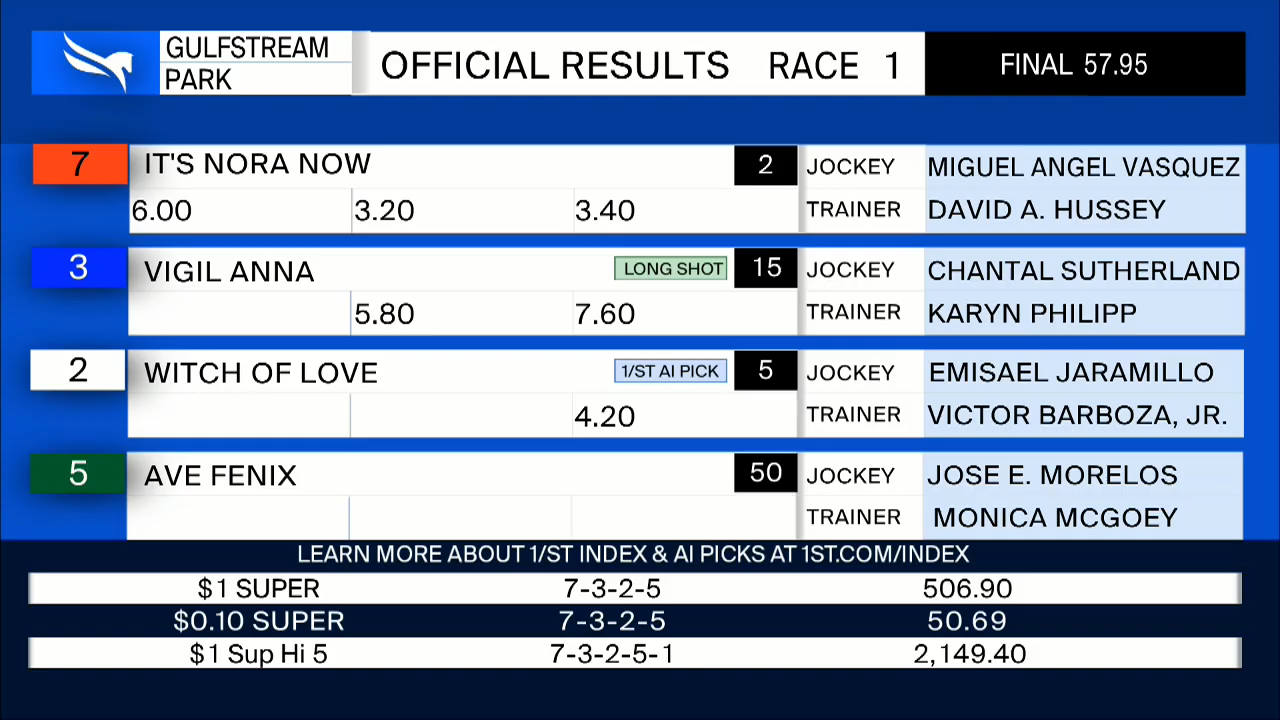 GULFSTREAM
PARK
OFFICIAL RESULTS RACE 1
FINAL 57.95
7 IT'S NORA NOW 2 JOCKEY MIGUEL ANGEL VASQUEZ
6.00 3.20 3.40 TRAINER DAVID A. HUSSEY
3 VIGIL ANNA LONG SHOT 15 JOCKEY CHANTAL SUTHERLAND
5.80 7.60 TRAINER KARYN PHILIPP
2 WITCH OF LOVE 1/ST AI PICK 5 JOCKEY EMISAEL JARAMILLO
4.20 TRAINER VICTOR BARBOZA, JR.
5 AVE FENIX 50 JOCKEY JOSE E. MORELOS
TRAINER MONICA MCGOEY
LEARN MORE ABOUT 1/ST INDEX & AI PICKS AT 1ST.COM/INDEX
$1 SUPER 7-3-2-5 506.90
$0.10 SUPER 7-3-2-5 50.69
$1 Sup Hi 5 7-3-2-5-1 2,149.40